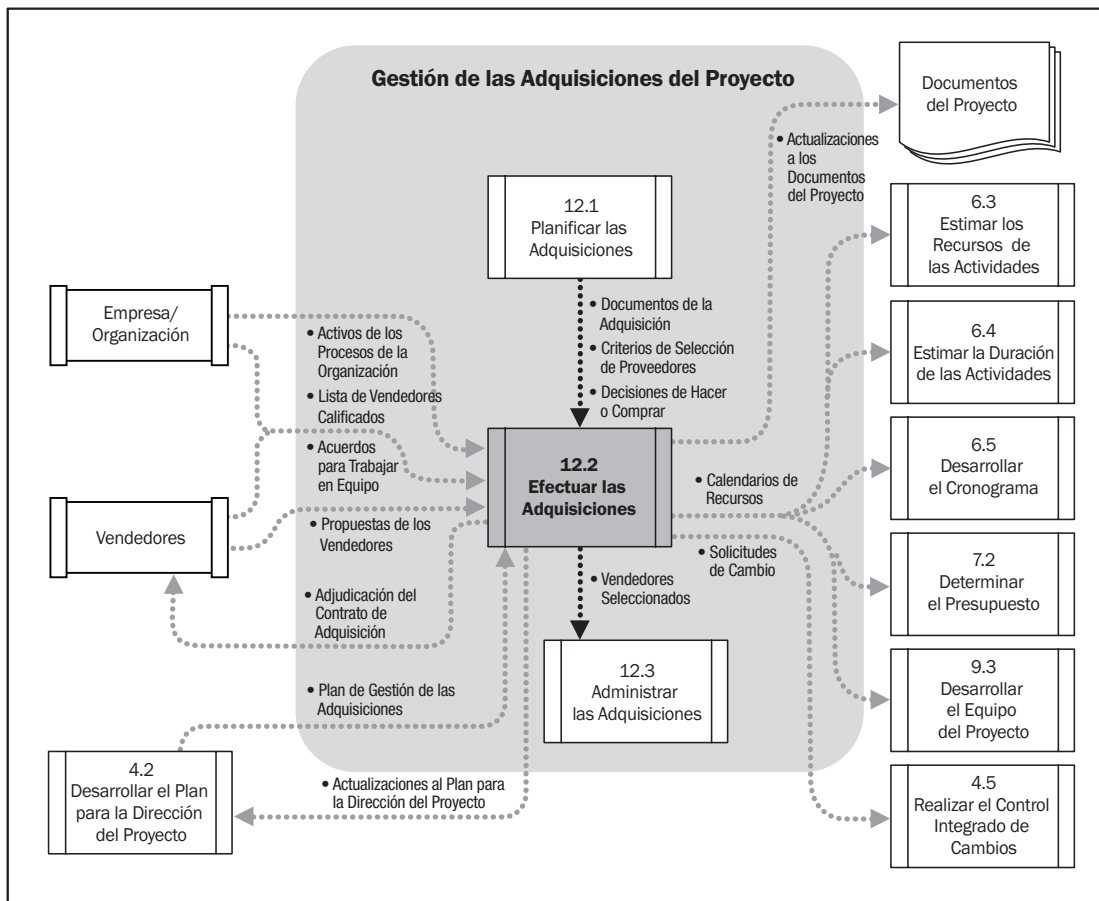 Gestión de las Adquisiciones del Proyecto
Documentos
del Proyecto
• Actualizaciones
a los
Documentos
del Proyecto
12.1
Planificar las
Adquisiciones
6.3
Estimar los
Recursos de
las Actividades
Empresa/
Organización
• Documentos de la
Adquisición
• Criterios de Selección
de Proveedores
• Decisiones de Hacer
o Comprar
• Activos de los
Procesos de la
Organización
• Lista de Vendedores
Calificados
• Acuerdos
para Trabajar
en Equipo
6.4
Estimar la Duración
de las Actividades
12.2
Efectuar las
Adquisiciones
• Calendarios de
Recursos
6.5
Desarrollar
el Cronograma
Vendedores
• Propuestas de los
Vendedores
• Solicitudes
de Cambio
• Vendedores
Seleccionados
7.2
Determinar
el Presupuesto
• Adjudicación del
Contrato de
Adquisición
12.3
Administrar
las Adquisiciones
9.3
Desarrollar
el Equipo
del Proyecto
• Plan de Gestión de las
Adquisiciones
4.2
Desarrollar el Plan
para la Dirección
del Proyecto
• Actualizaciones al Plan para
la Dirección del Proyecto
4.5
Realizar el Control
Integrado de
Cambios